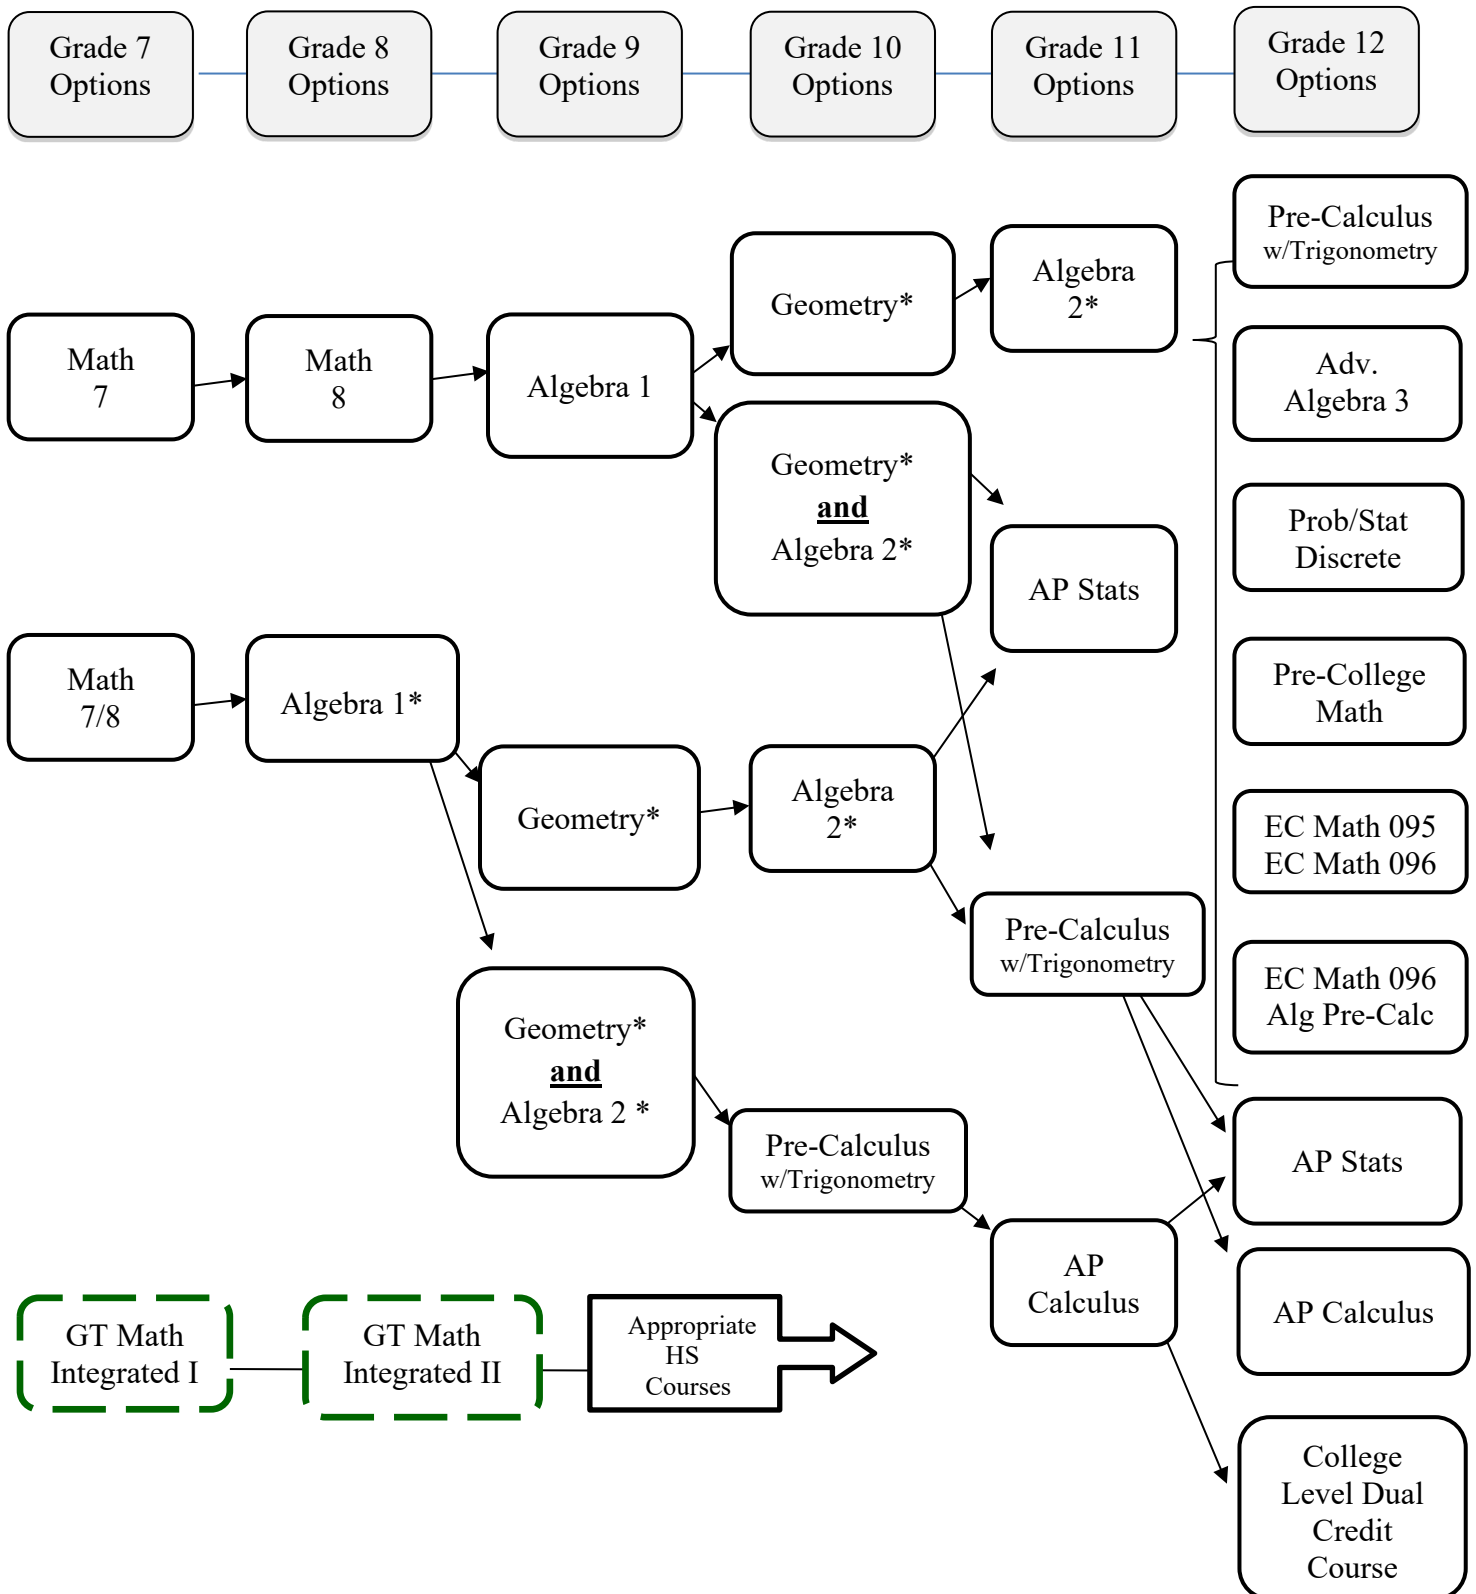 Grade 7
Options
Grade 8
Options
Grade 9
Options
Grade 10
Options
Grade 11
Options
Grade 12
Options
Math
7
Math
8
Algebra 1
Geometry*
Algebra
2*
Geometry*
and
Algebra 2*
AP Stats
Math
7/8
Algebra 1*
Geometry*
Algebra
2*
Pre-Calculus
w/Trigonometry
Geometry*
and
Algebra 2 *
Pre-Calculus
w/Trigonometry
AP
Calculus
Pre-Calculus
w/Trigonometry
Adv.
Algebra 3
Prob/Stat
Discrete
Pre-College
Math
EC Math 095
EC Math 096
EC Math 096
Alg Pre-Calc
AP Stats
AP Calculus
College
Level Dual
Credit
Course
GT Math
Integrated I
GT Math
Integrated II
Appropriate
HS
Courses